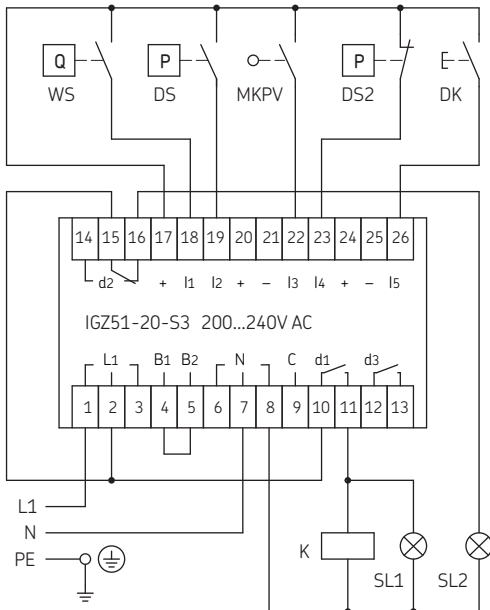 Q P P
WS DS MKPV DS2 DK
14 15 16 17 18 19 20 21 22 23 24 25 26
d2 + I1 I2 + – I3 I4 + – I5
IGZ51-20-S3 200...240V AC
L1 B1 B2 N C d1 d3
1 2 3 4 5 6 7 8 9 10 11 12 13
L1
N
PE
K SL1 SL2